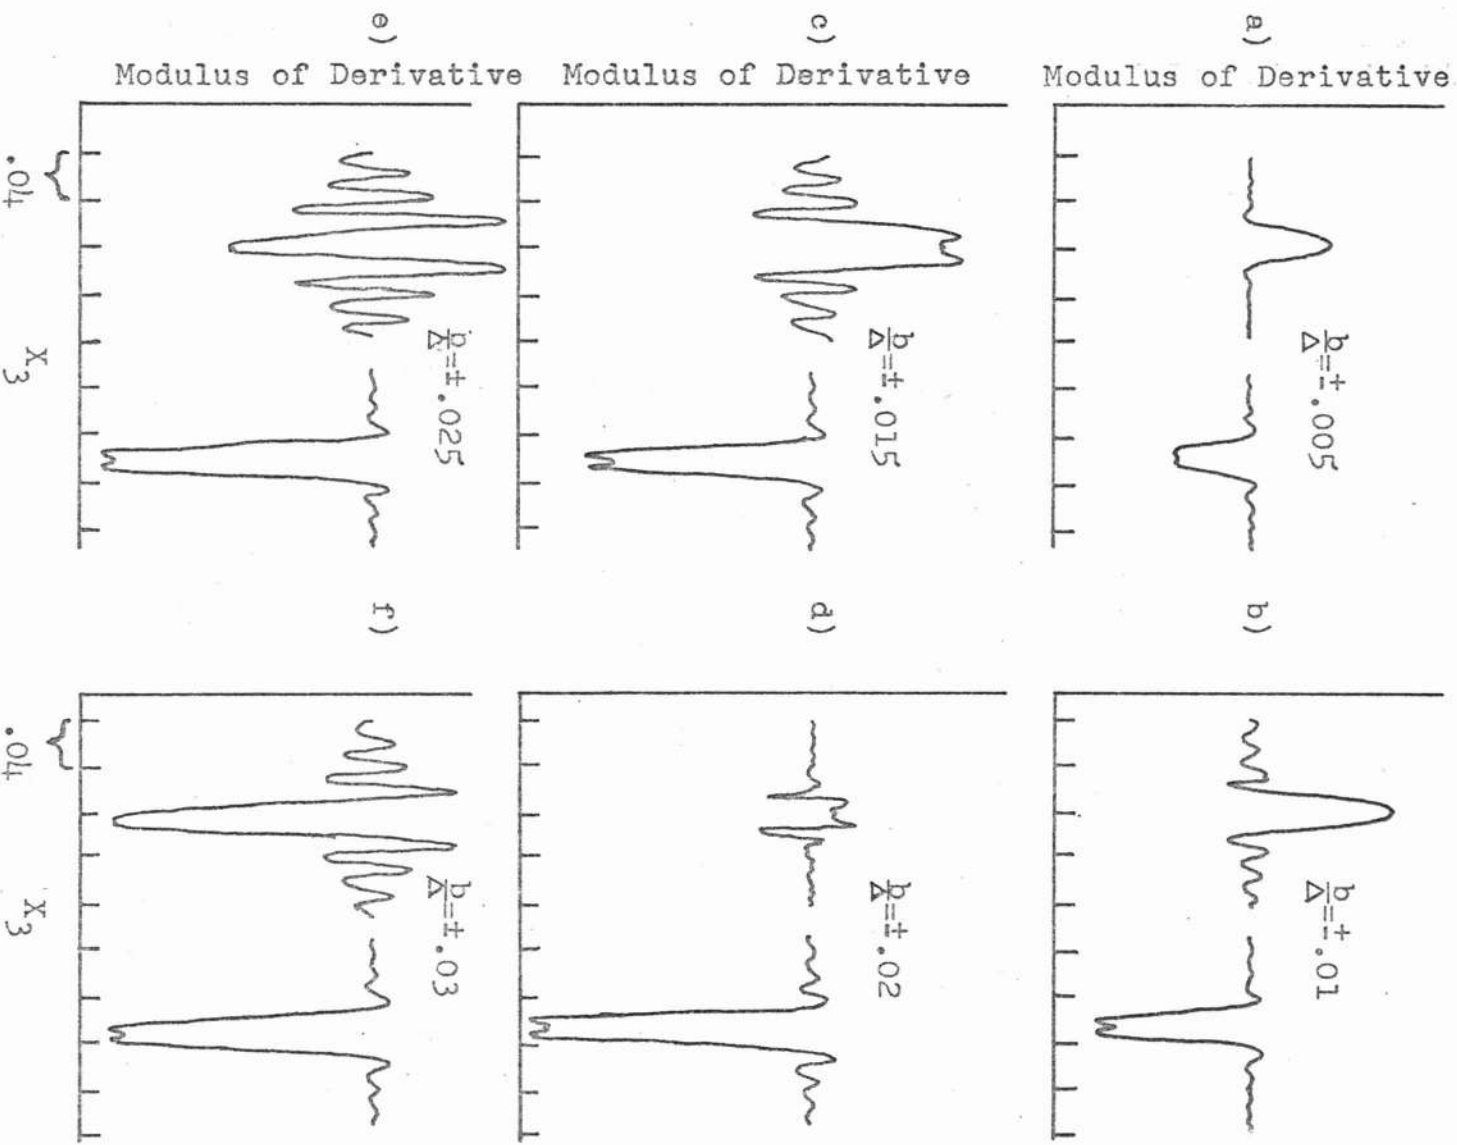 a)
Modulus of Derivative
b/Δ=±.005
b)
b/Δ=±.01
c)
Modulus of Derivative
b/Δ=±.015
d)
b/Δ=±.02
e)
Modulus of Derivative
b/Δ=±.025
.04
X3
f)
b/Δ=±.03
.04
X3